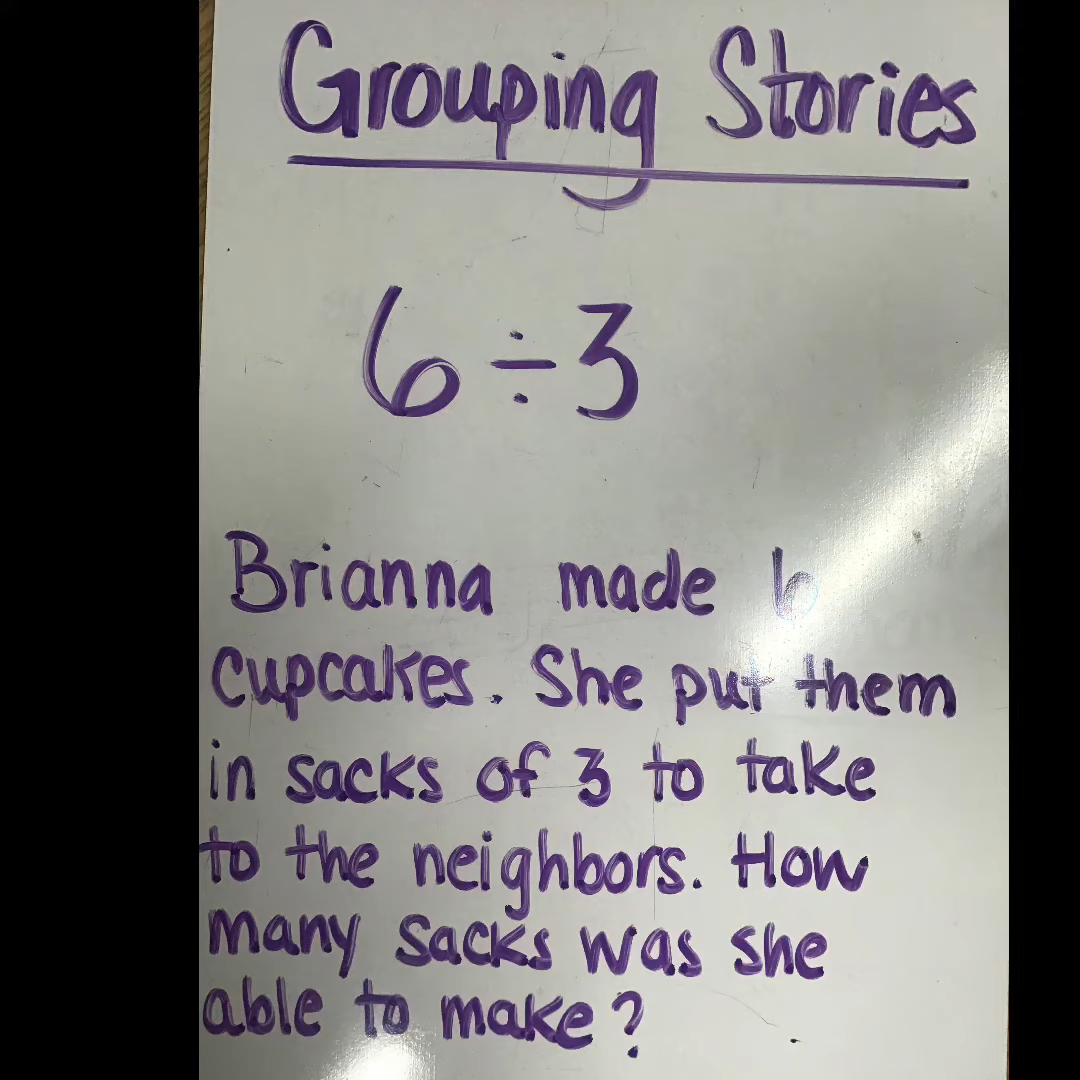 Grouping Stories
6 ÷ 3
Brianna made 6
cupcakes. She put them
in sacks of 3 to take
to the neighbors. How
many sacks was she
able to make?